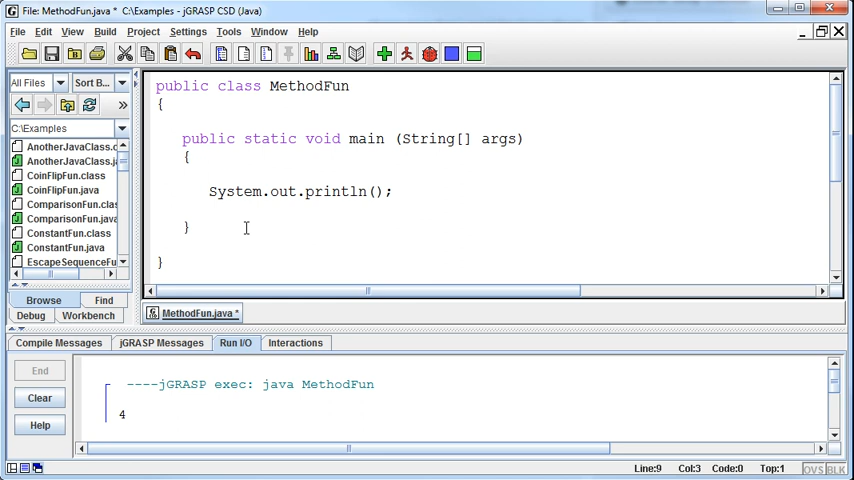 File: MethodFun.java * C:\Examples - jGRASP CSD (Java)
File Edit View Build Project Settings Tools Window Help
All Files Sort B...
C:\Examples
AnotherJavaClass.c
AnotherJavaClass.j
CoinFlipFun.class
CoinFlipFun.java
ComparisonFun.clas
ComparisonFun.java
ConstantFun.class
ConstantFun.java
EscapeSequenceFu
Browse Find
Debug Workbench
public class MethodFun
{
public static void main (String[] args)
{
System.out.println();
}
}
MethodFun.java *
Compile Messages jGRASP Messages Run I/O Interactions
End
Clear
Help
----jGRASP exec: java MethodFun
4
Line:9 Col:3 Code:0 Top:1 OVS BLK